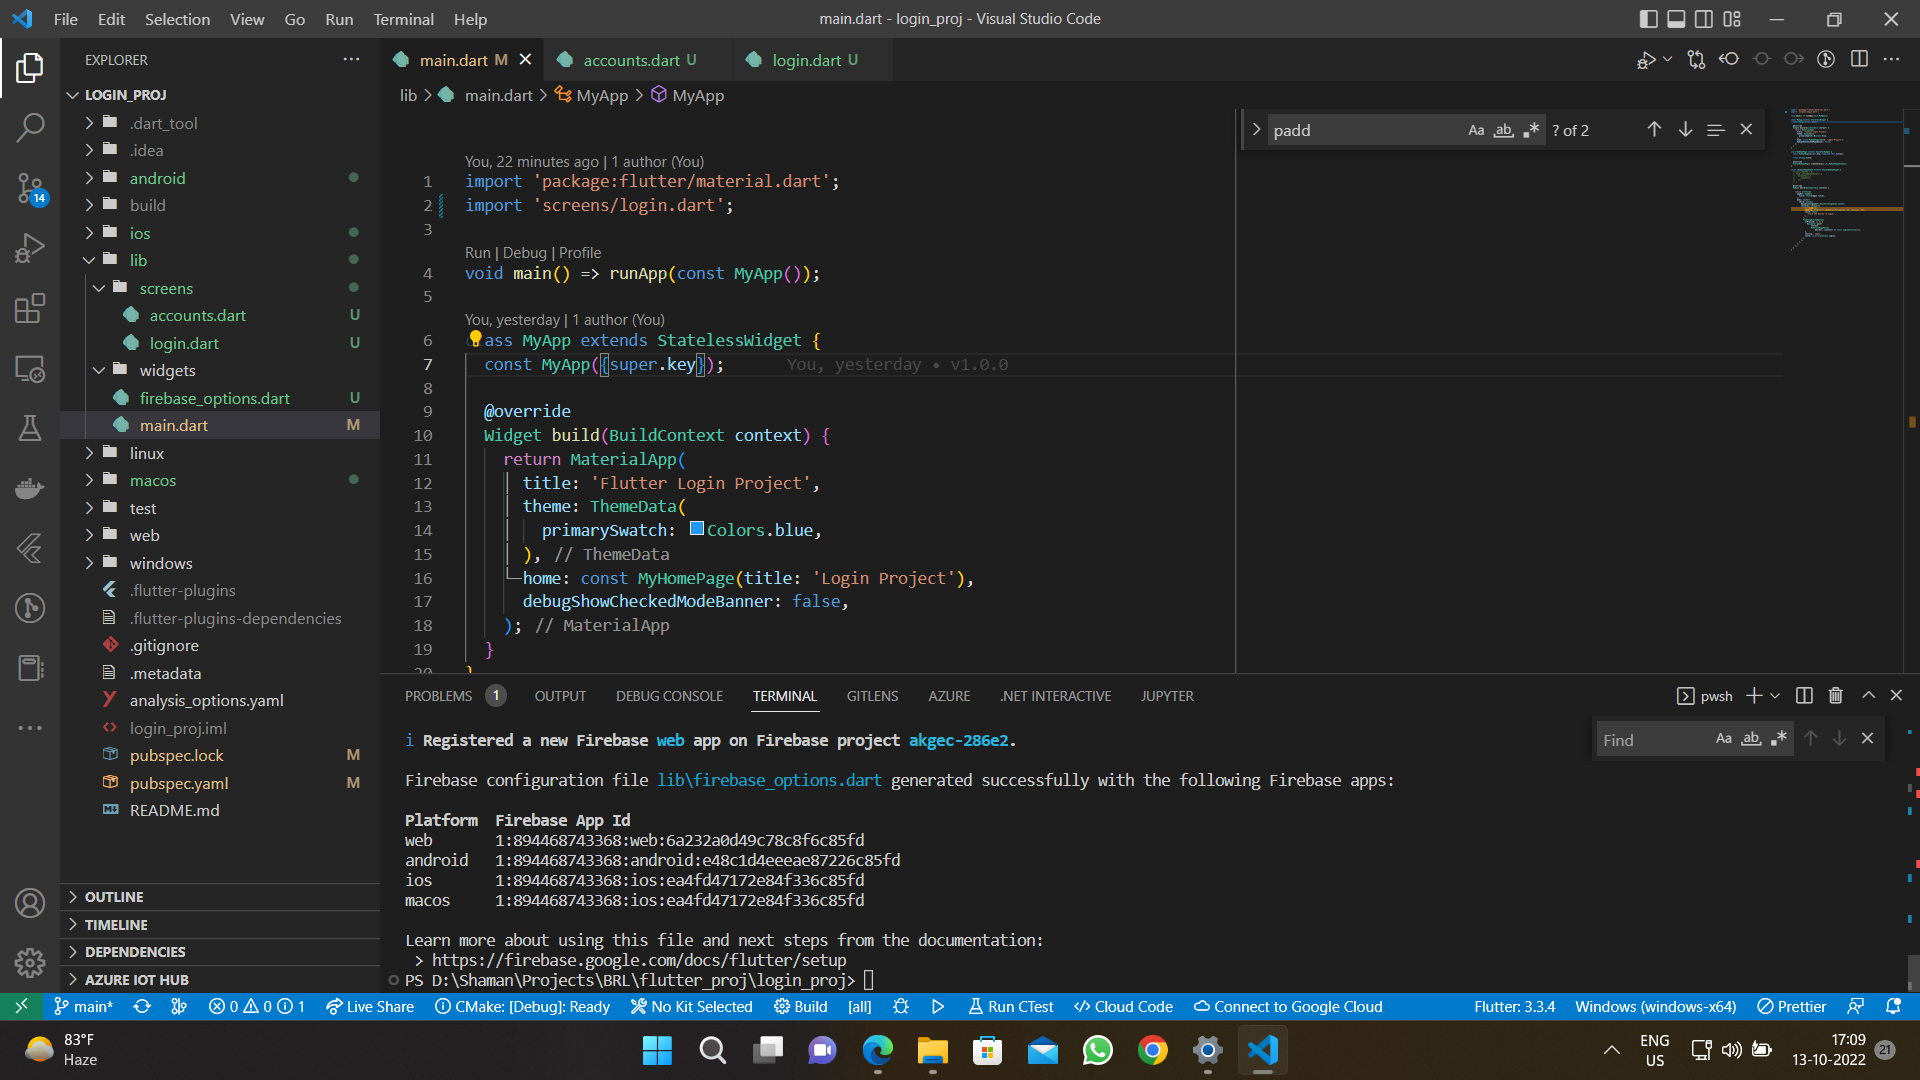 File Edit Selection View Go Run Terminal Help
main.dart - login_proj - Visual Studio Code
EXPLORER
main.dart M
accounts.dart U
login.dart U
LOGIN_PROJ
lib > main.dart > MyApp > MyApp
.dart_tool
.idea
android
build
ios
lib
screens
accounts.dart U
login.dart U
widgets
firebase_options.dart U
main.dart M
linux
macos
test
web
windows
.flutter-plugins
.flutter-plugins-dependencies
.gitignore
.metadata
analysis_options.yaml
login_proj.iml
pubspec.lock M
pubspec.yaml M
README.md
OUTLINE
TIMELINE
DEPENDENCIES
AZURE IOT HUB
14
padd Aa ab ? of 2
You, 22 minutes ago | 1 author (You)
1 import 'package:flutter/material.dart';
2 import 'screens/login.dart';
3
Run | Debug | Profile
4 void main() => runApp(const MyApp());
5
You, yesterday | 1 author (You)
6 ass MyApp extends StatelessWidget {
7 const MyApp({super.key}); You, yesterday • v1.0.0
8
9 @override
10 Widget build(BuildContext context) {
11 return MaterialApp(
12 title: 'Flutter Login Project',
13 theme: ThemeData(
14 primarySwatch: Colors.blue,
15 ), // ThemeData
16 home: const MyHomePage(title: 'Login Project'),
17 debugShowCheckedModeBanner: false,
18 ); // MaterialApp
19 }
20 }
PROBLEMS 1 OUTPUT DEBUG CONSOLE TERMINAL GITLENS AZURE .NET INTERACTIVE JUPYTER
pwsh
Find Aa ab
i Registered a new Firebase web app on Firebase project akgec-286e2.
Firebase configuration file lib\firebase_options.dart generated successfully with the following Firebase apps:
Platform Firebase App Id
web 1:894468743368:web:6a232a0d49c78c8f6c85fd
android 1:894468743368:android:e48c1d4eeeae87226c85fd
ios 1:894468743368:ios:ea4fd47172e84f336c85fd
macos 1:894468743368:ios:ea4fd47172e84f336c85fd
Learn more about using this file and next steps from the documentation:
> https://firebase.google.com/docs/flutter/setup
PS D:\Shaman\Projects\BRL\flutter_proj\login_proj>
main* 0 0 1 Live Share CMake: [Debug]: Ready No Kit Selected Build [all] Run CTest Cloud Code Connect to Google Cloud Flutter: 3.3.4 Windows (windows-x64) Prettier
83°F
Haze
ENG
US
17:09
13-10-2022
21